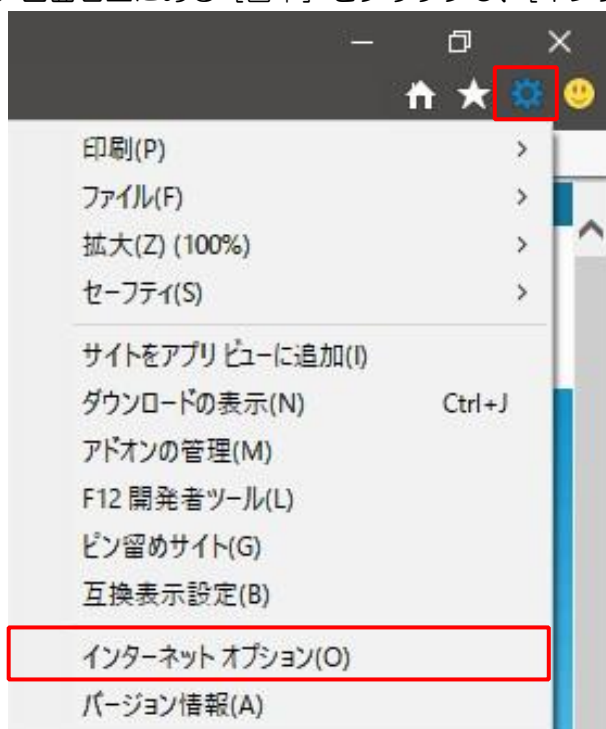 印刷(P)
ファイル(F)
拡大(Z) (100%)
セーフティ(S)
サイトをアプリ ビューに追加(I)
ダウンロードの表示(N) Ctrl+J
アドオンの管理(M)
F12 開発者ツール(L)
ピン留めサイト(G)
互換表示設定(B)
インターネット オプション(O)
バージョン情報(A)